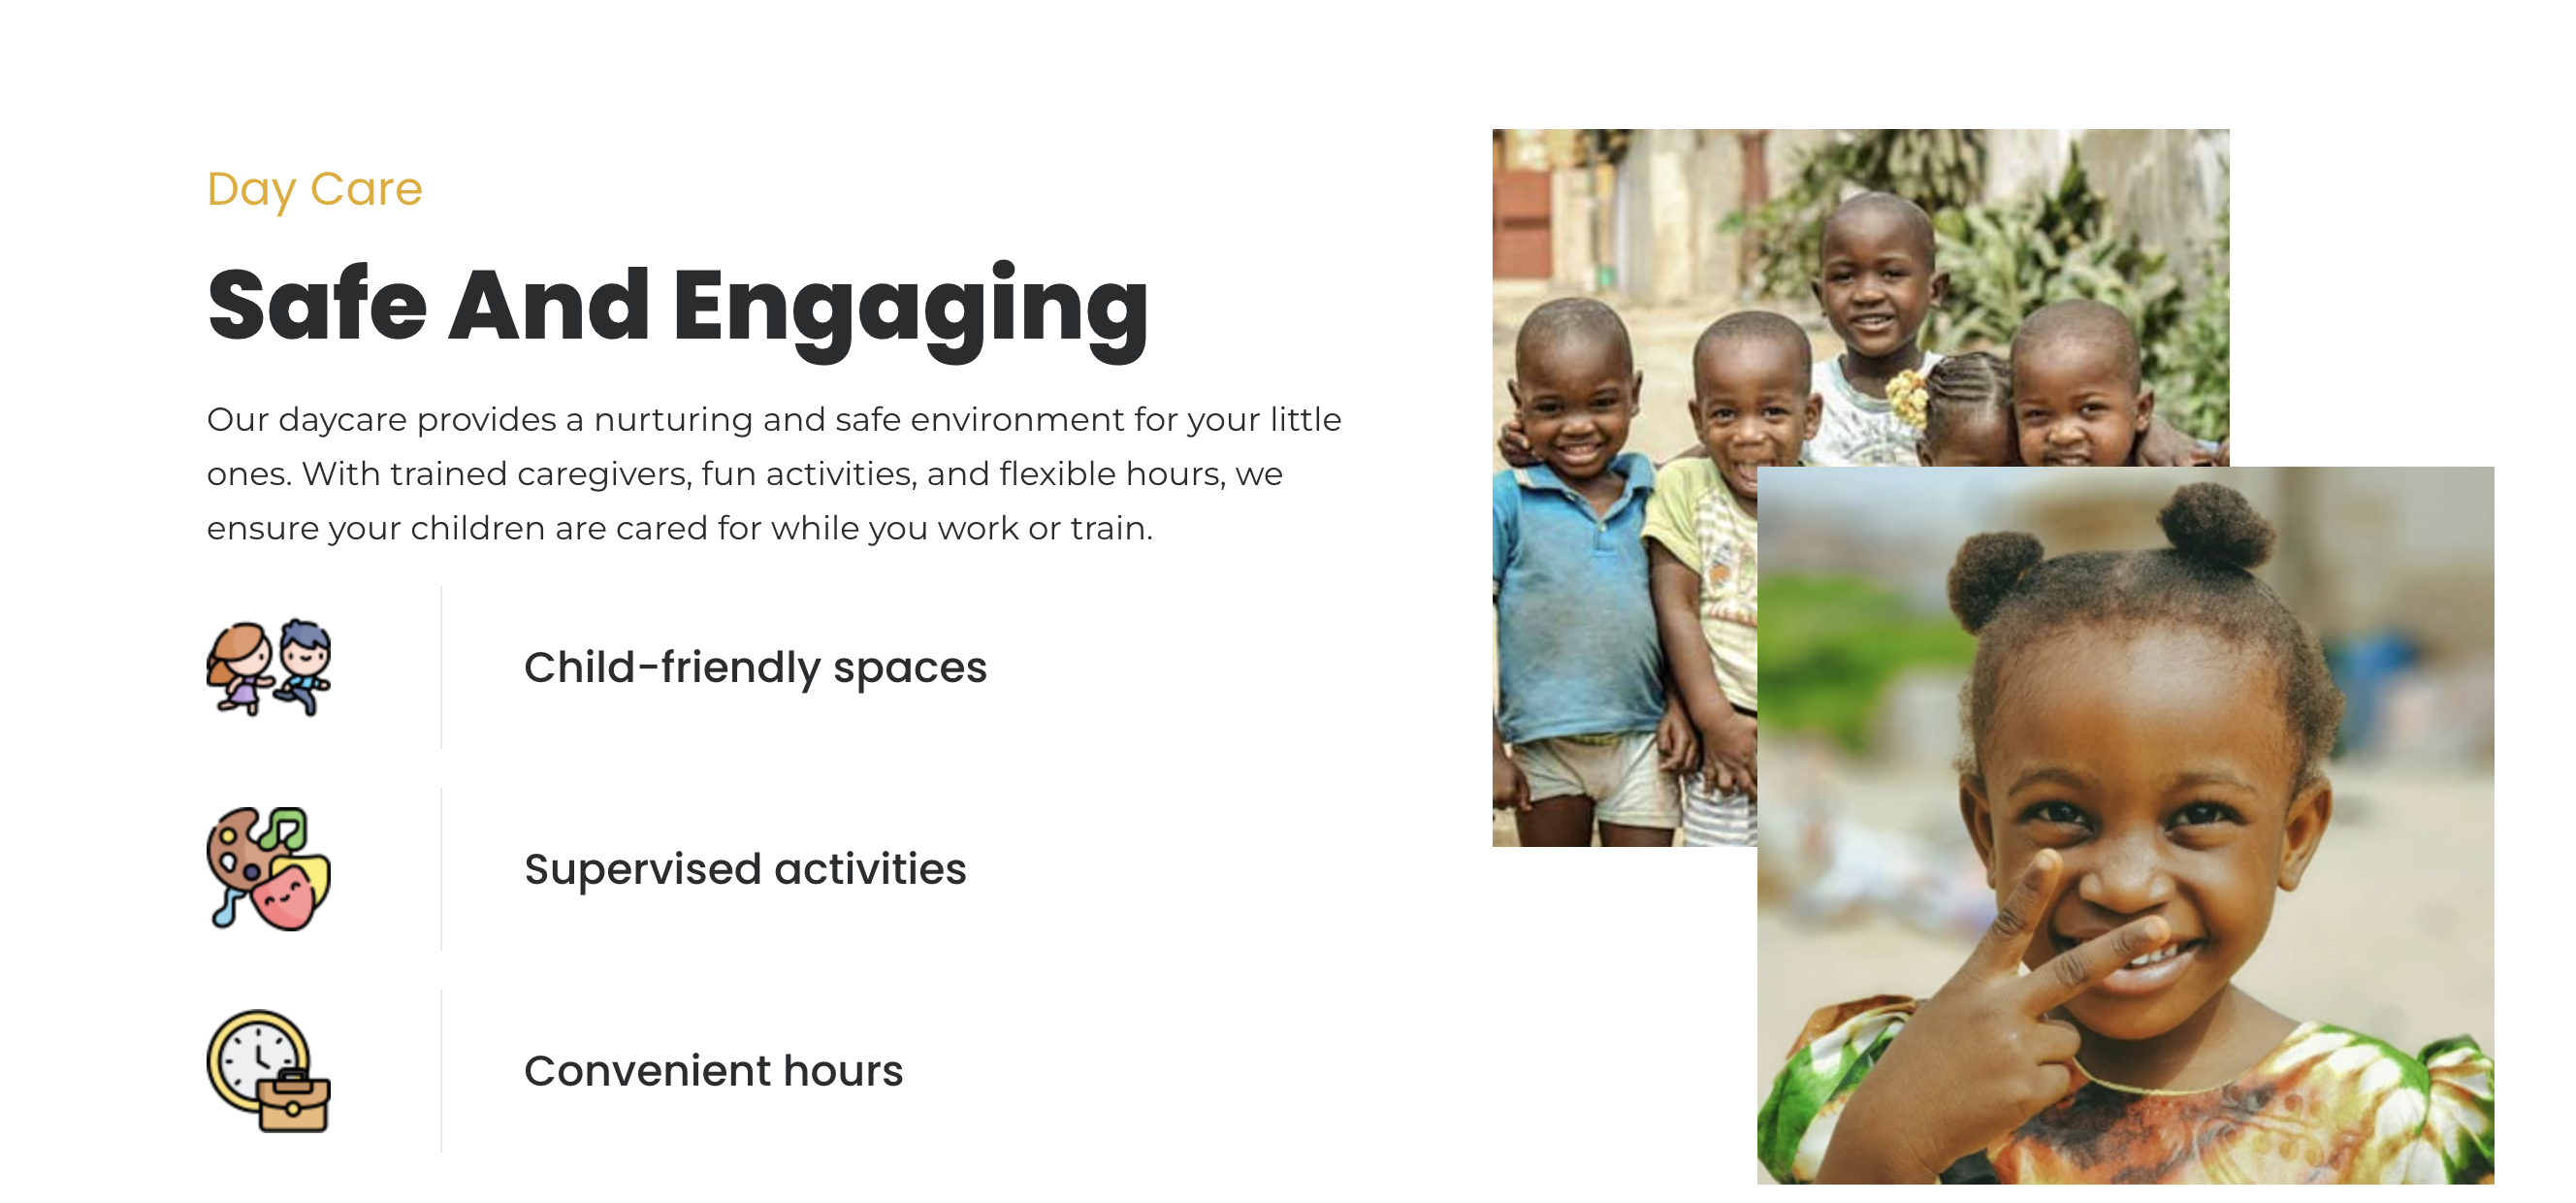 Day Care
Safe And Engaging
Our daycare provides a nurturing and safe environment for your little
ones. With trained caregivers, fun activities, and flexible hours, we
ensure your children are cared for while you work or train.
Child-friendly spaces
Supervised activities
Convenient hours